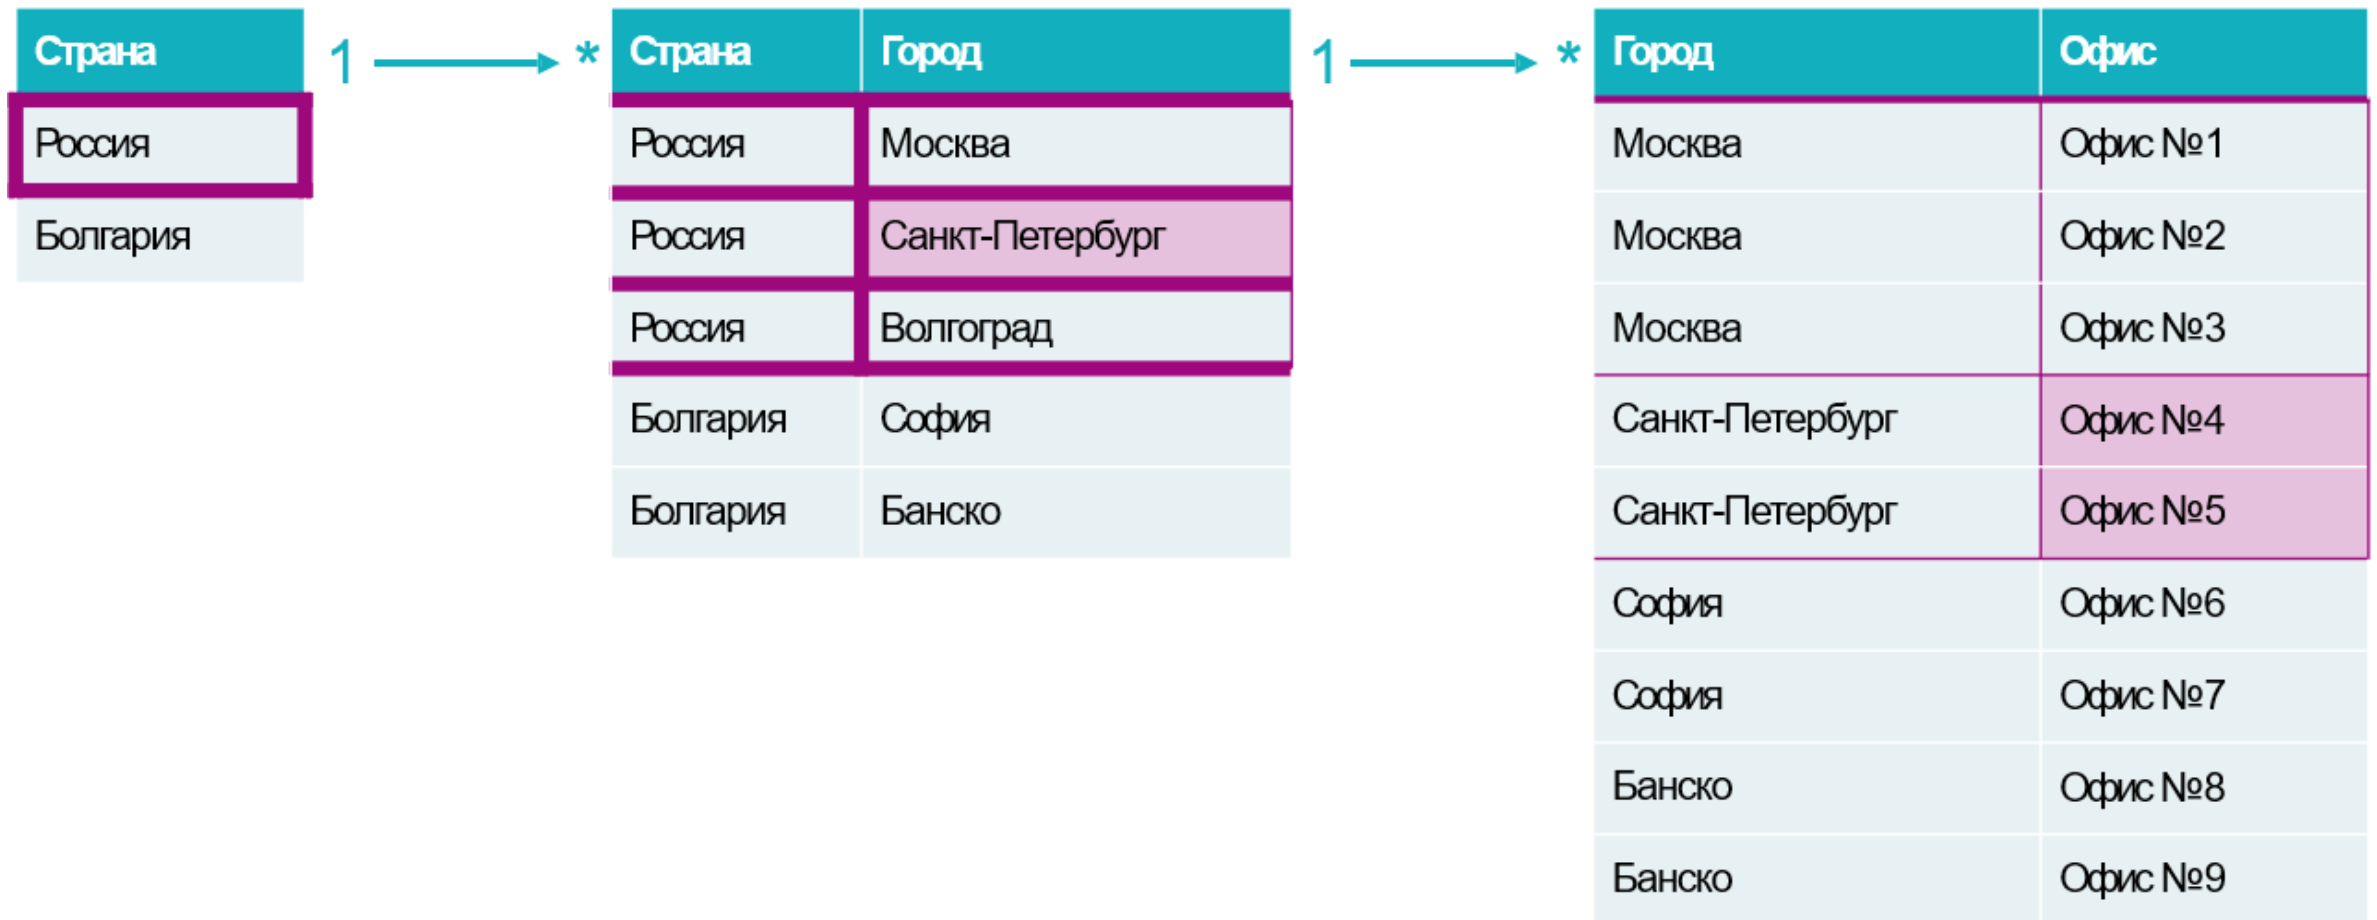 Страна 1 * Страна Город 1 * Город Офис
Россия Россия Москва Москва Офис №1
Болгария Россия Санкт-Петербург Москва Офис №2
Россия Волгоград Москва Офис №3
Болгария София Санкт-Петербург Офис №4
Болгария Банско Санкт-Петербург Офис №5
София Офис №6
София Офис №7
Банско Офис №8
Банско Офис №9